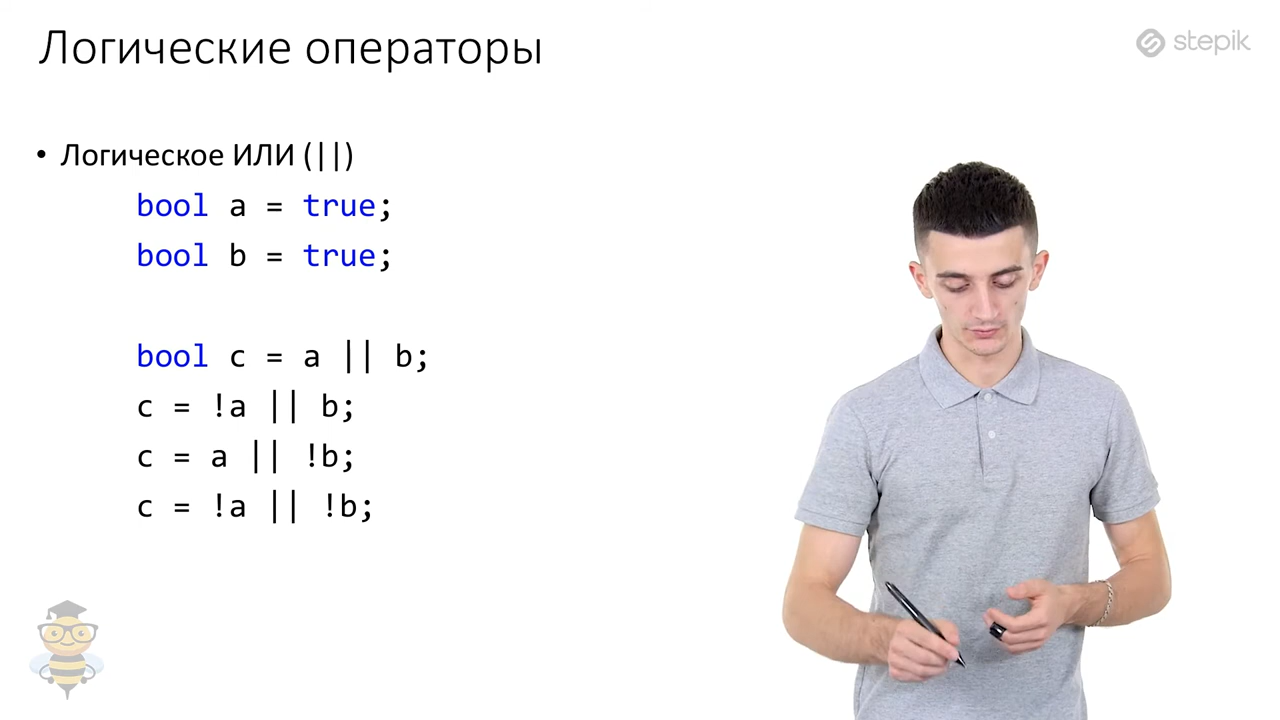 Логические операторы
stepik
• Логическое ИЛИ (||)
bool a = true;
bool b = true;
bool c = a || b;
c = !a || b;
c = a || !b;
c = !a || !b;